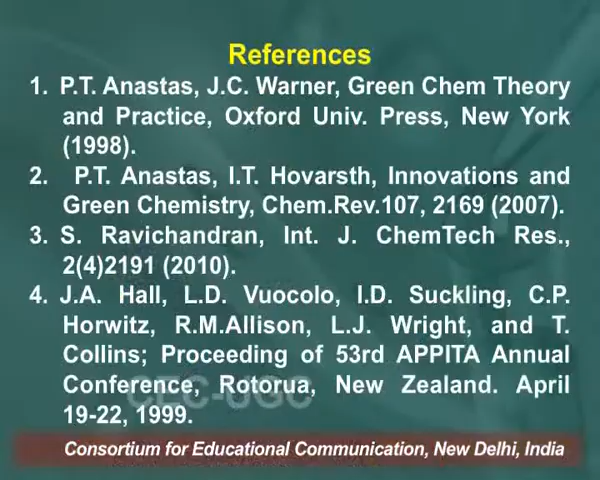 References
1. P.T. Anastas, J.C. Warner, Green Chem Theory
and Practice, Oxford Univ. Press, New York
(1998).
2. P.T. Anastas, I.T. Hovarsth, Innovations and
Green Chemistry, Chem.Rev.107, 2169 (2007).
3. S. Ravichandran, Int. J. ChemTech Res.,
2(4)2191 (2010).
4. J.A. Hall, L.D. Vuocolo, I.D. Suckling, C.P.
Horwitz, R.M.Allison, L.J. Wright, and T.
Collins; Proceeding of 53rd APPITA Annual
Conference, Rotorua, New Zealand. April
CEC-UGC
19-22, 1999.
Consortium for Educational Communication, New Delhi, India